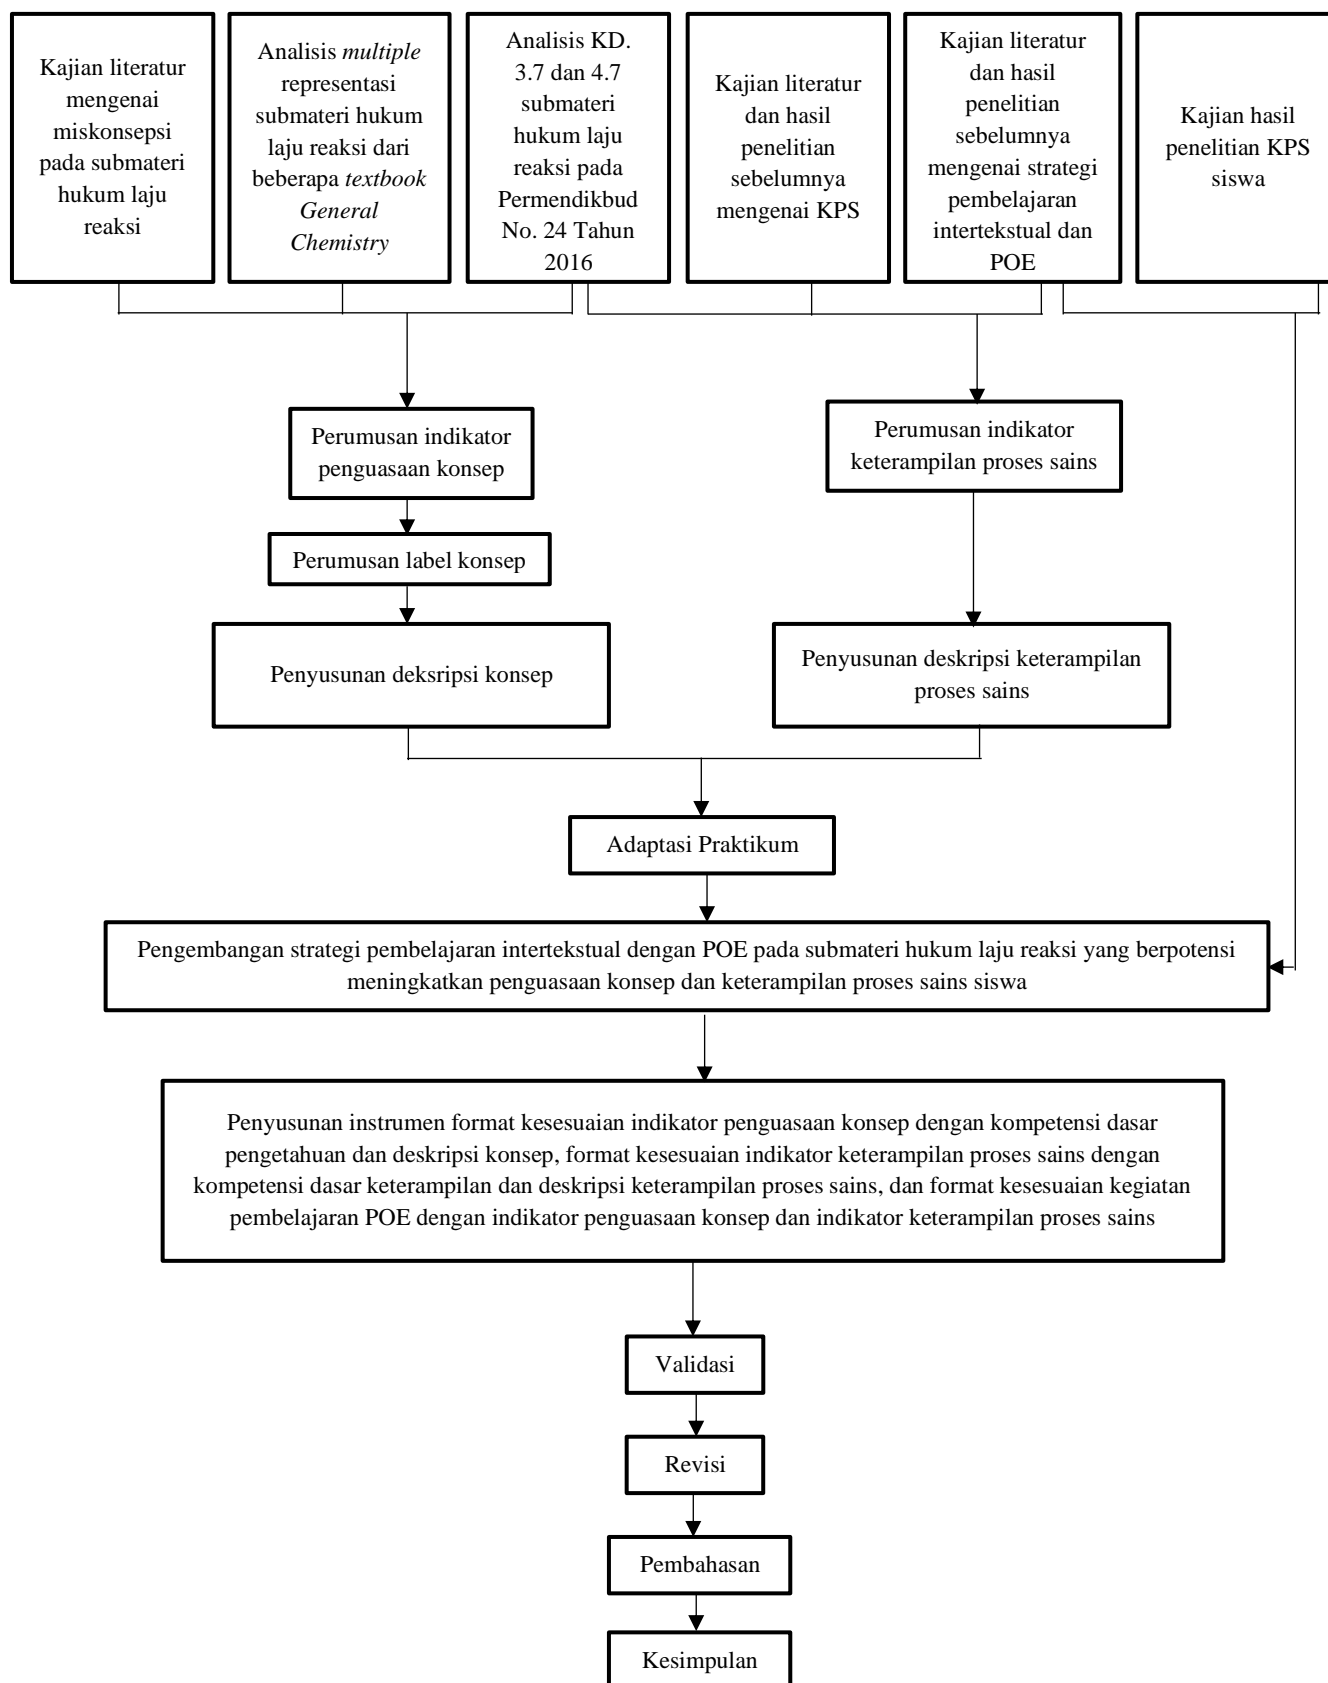 Kajian literatur
mengenai
miskonsepsi
pada submateri
hukum laju
reaksi
Analisis multiple
representasi
submateri hukum
laju reaksi dari
beberapa textbook
General
Chemistry
Analisis KD.
3.7 dan 4.7
submateri
hukum laju
reaksi pada
Permendikbud
No. 24 Tahun
2016
Kajian literatur
dan hasil
penelitian
sebelumnya
mengenai KPS
Kajian literatur
dan hasil
penelitian
sebelumnya
mengenai strategi
pembelajaran
intertekstual dan
POE
Kajian hasil
penelitian KPS
siswa
Perumusan indikator
penguasaan konsep
Perumusan indikator
keterampilan proses sains
Perumusan label konsep
Penyusunan deksripsi konsep
Penyusunan deskripsi keterampilan
proses sains
Adaptasi Praktikum
Pengembangan strategi pembelajaran intertekstual dengan POE pada submateri hukum laju reaksi yang berpotensi
meningkatkan penguasaan konsep dan keterampilan proses sains siswa
Penyusunan instrumen format kesesuaian indikator penguasaan konsep dengan kompetensi dasar
pengetahuan dan deskripsi konsep, format kesesuaian indikator keterampilan proses sains dengan
kompetensi dasar keterampilan dan deskripsi keterampilan proses sains, dan format kesesuaian kegiatan
pembelajaran POE dengan indikator penguasaan konsep dan indikator keterampilan proses sains
Validasi
Revisi
Pembahasan
Kesimpulan